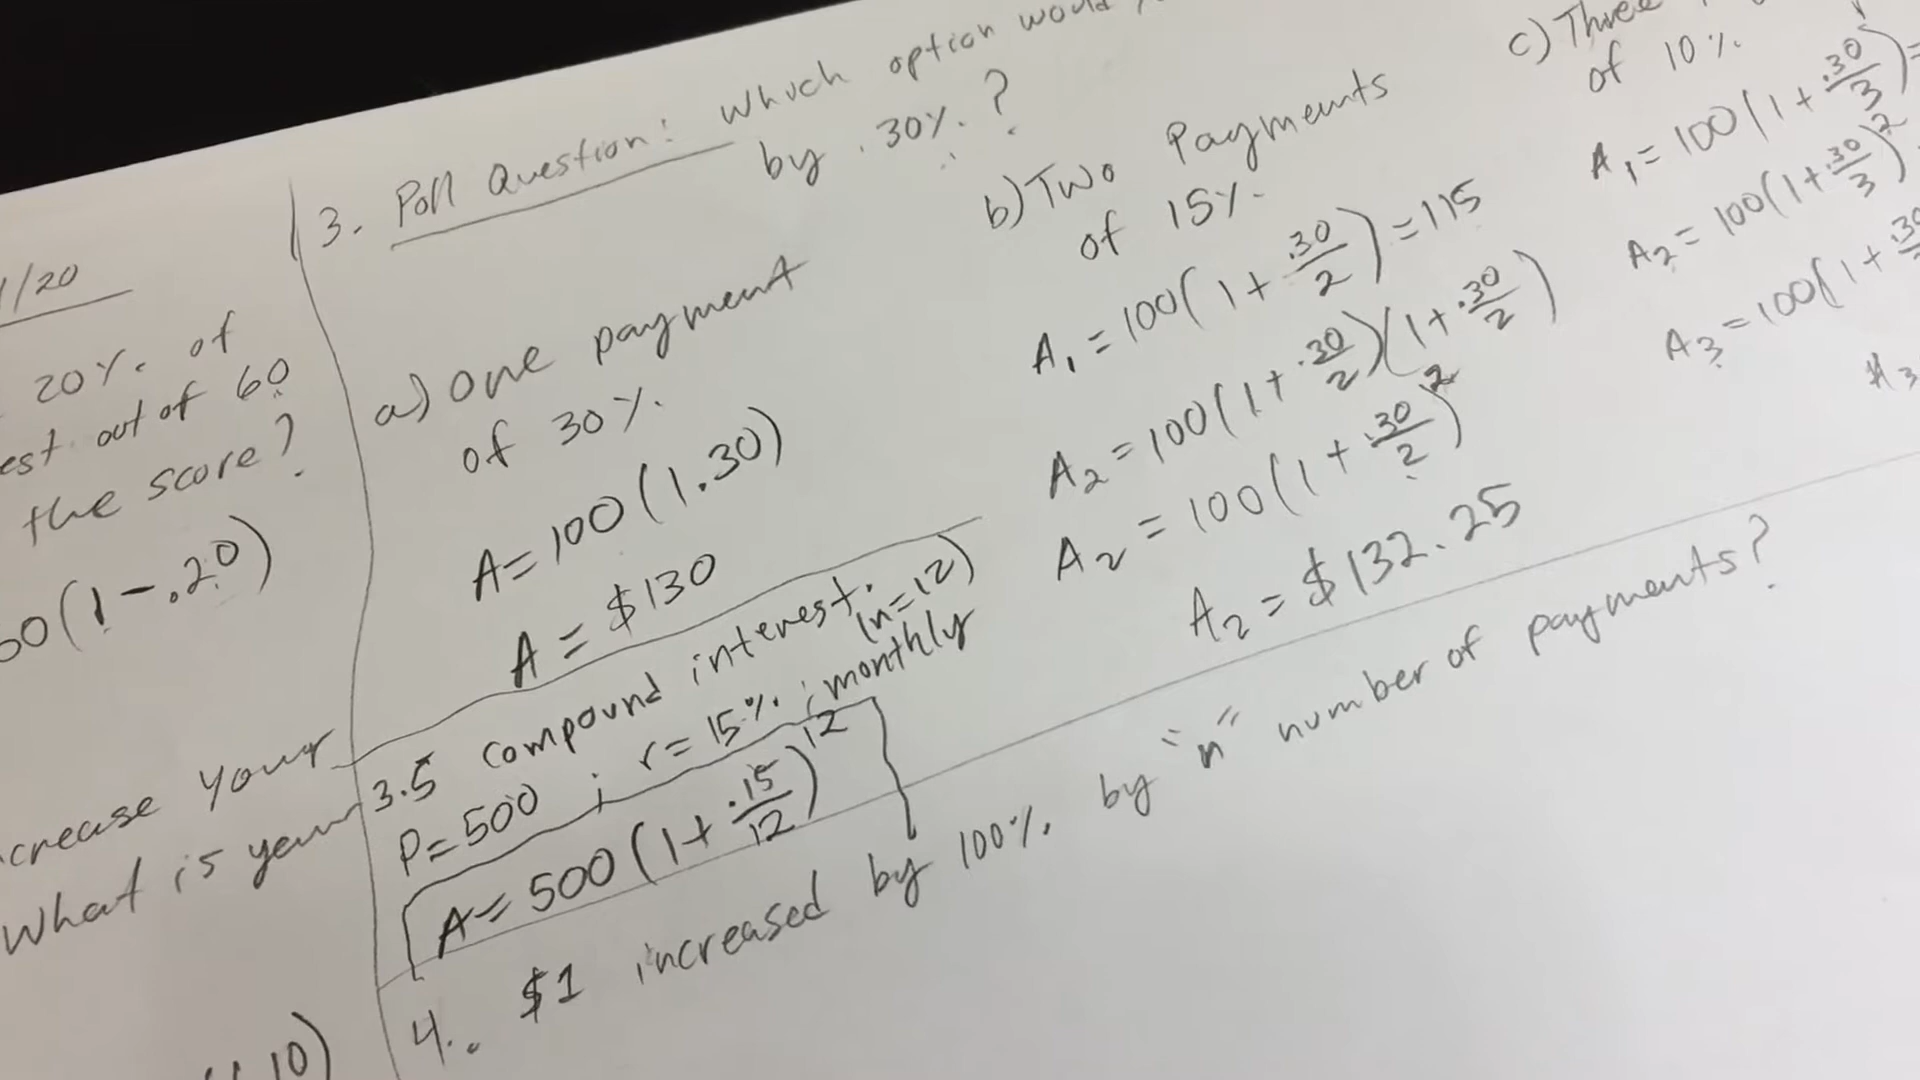 1/20
20%. of
est out of 60
the score?
(1-.20)
crease your
What is your
.10)
3. Poll Question: Which option would
by .30%.?
a) One payment
of 30%.
A=100(1.30)
A = $130
b) Two Payments
of 15%.
A₁ = 100(1+.30/2)=115
A₂ = 100(1+.30/2)(1+.30/2)
A₂ = 100(1+.30/2)²
A₂ = $132.25
c) Three
of 10%.
A₁ = 100(1+.30/3)=
A₂ = 100(1+.30/3)²
A₃ = 100(1+.30
A₃
3.5 compound interest:
(n=12)
P=500 ; r=15% ; monthly
A=500(1+.15/12)¹²
4. $1 increased by 100%. by "n" number of payments?